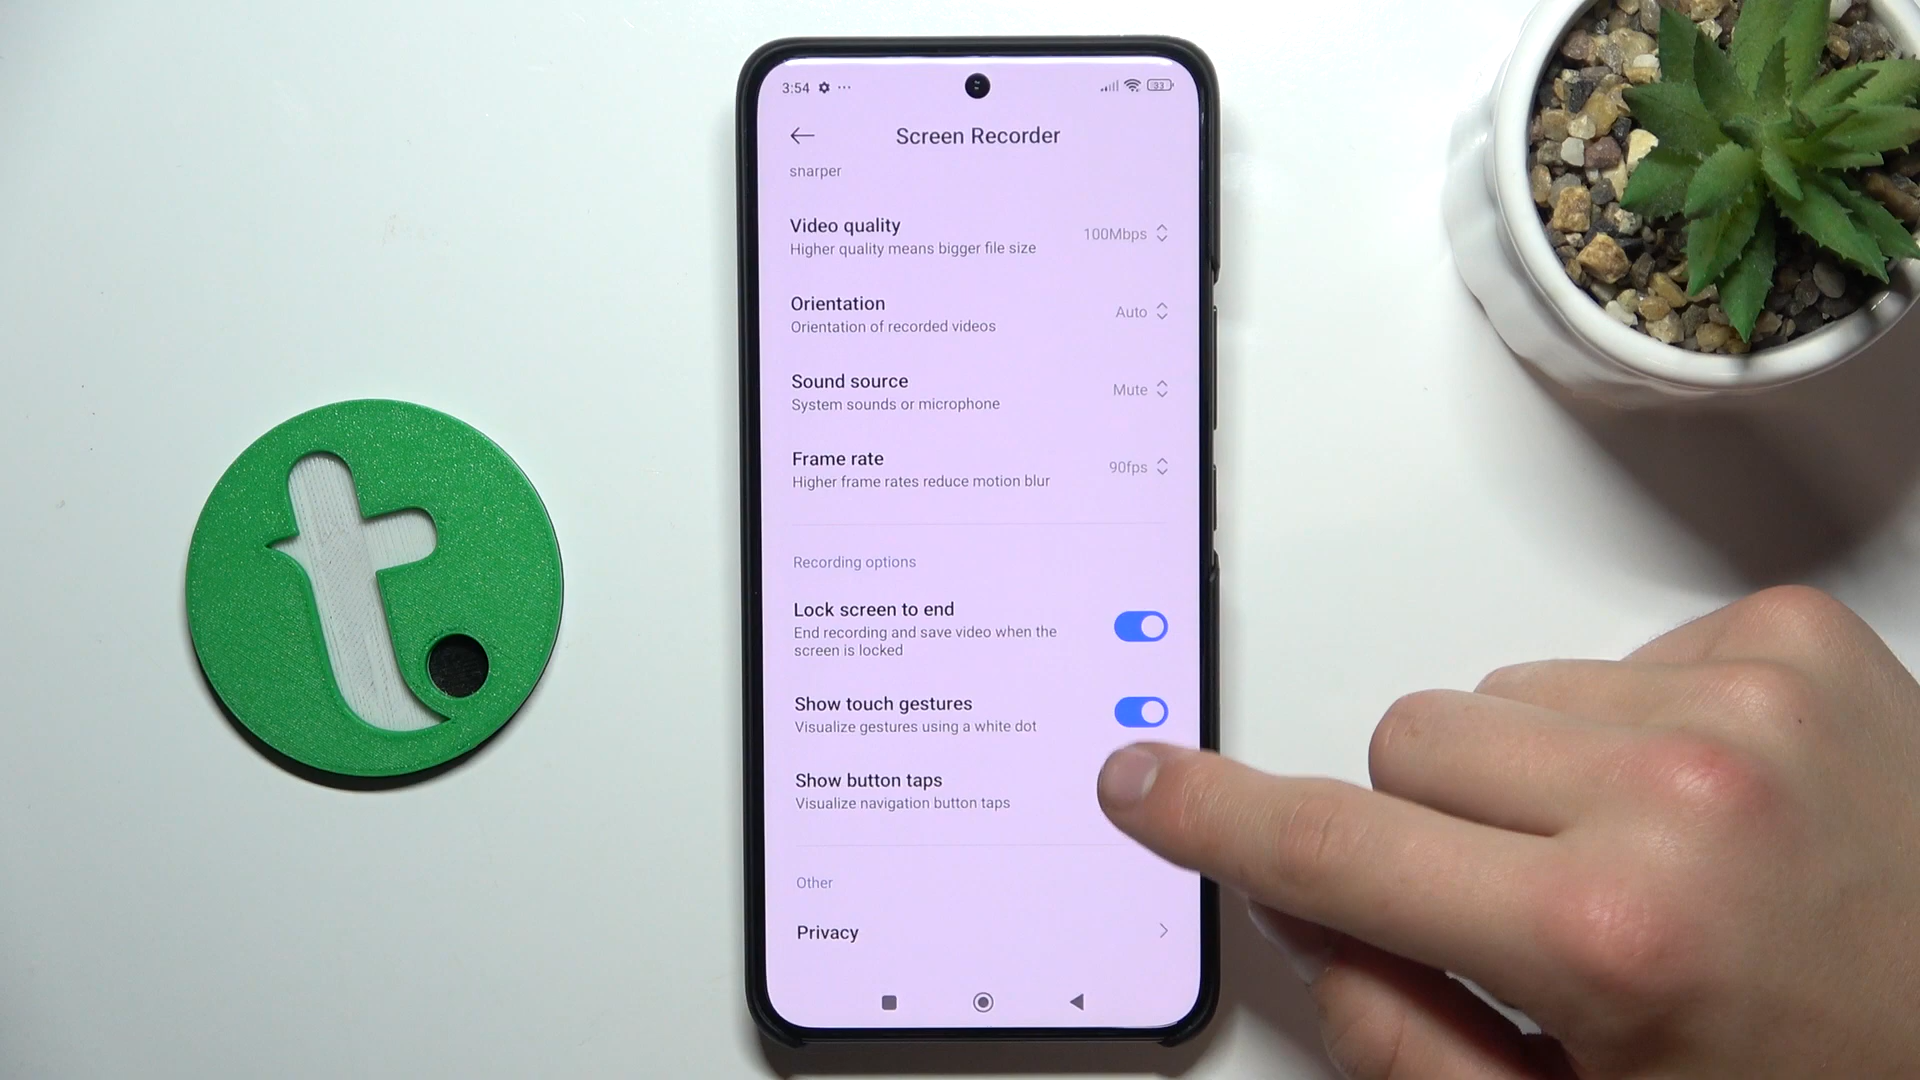 3:54 ... 33
Screen Recorder
snarper
Video quality
100Mbps
Higher quality means bigger file size
Orientation
Auto
Orientation of recorded videos
Sound source
Mute
System sounds or microphone
Frame rate
90fps
Higher frame rates reduce motion blur
Recording options
Lock screen to end
End recording and save video when the
screen is locked
Show touch gestures
Visualize gestures using a white dot
Show button taps
Visualize navigation button taps
Other
Privacy
t.